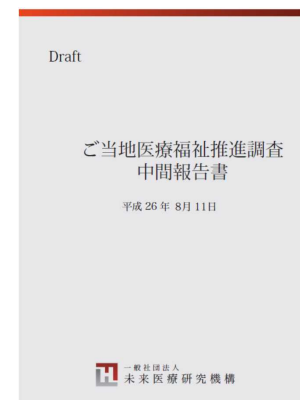 Draft
ご当地医療福祉推進調査
中間報告書
平成 26 年 8月 11日
一般社団法人
未来医療研究機構